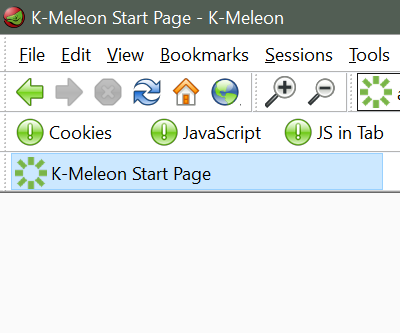 K-Meleon Start Page - K-Meleon
File Edit View Bookmarks Sessions Tools
Cookies JavaScript JS in Tab
K-Meleon Start Page